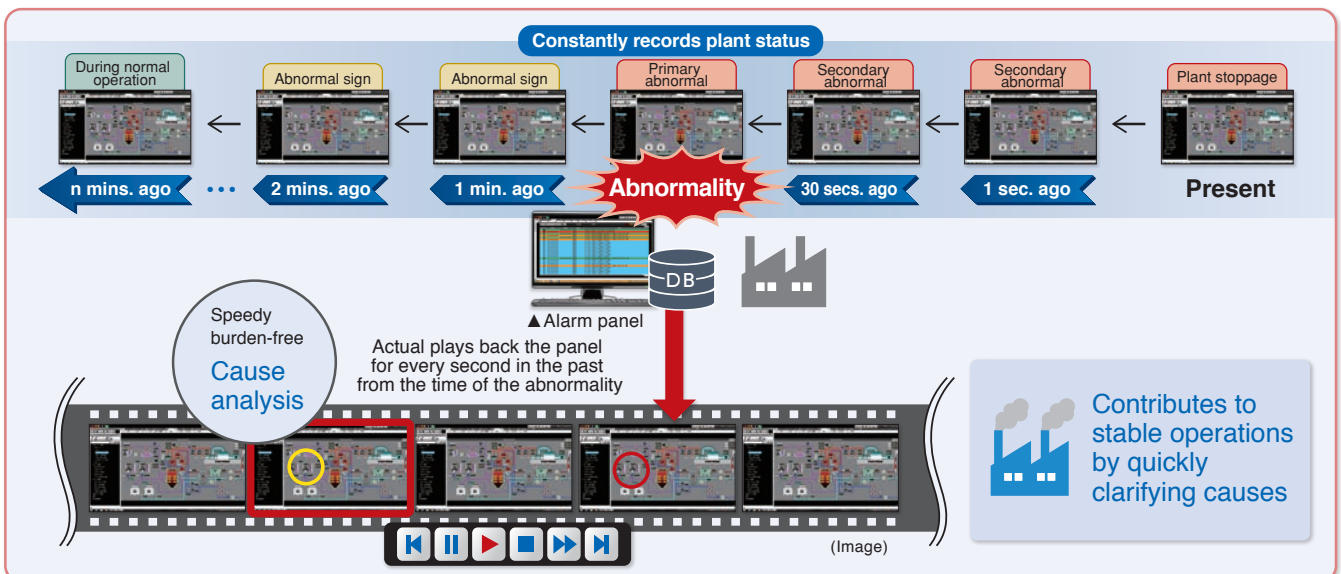 Constantly records plant status
During normal
operation
Abnormal sign
Abnormal sign
Primary
abnormal
Secondary
abnormal
Secondary
abnormal
Plant stoppage
n mins. ago
•••
2 mins. ago
1 min. ago
Abnormality
30 secs. ago
1 sec. ago
Present
DB
▲Alarm panel
Speedy
burden-free
Cause
analysis
Actual plays back the panel
for every second in the past
from the time of the abnormality
Contributes to
stable operations
by quickly
clarifying causes
(Image)